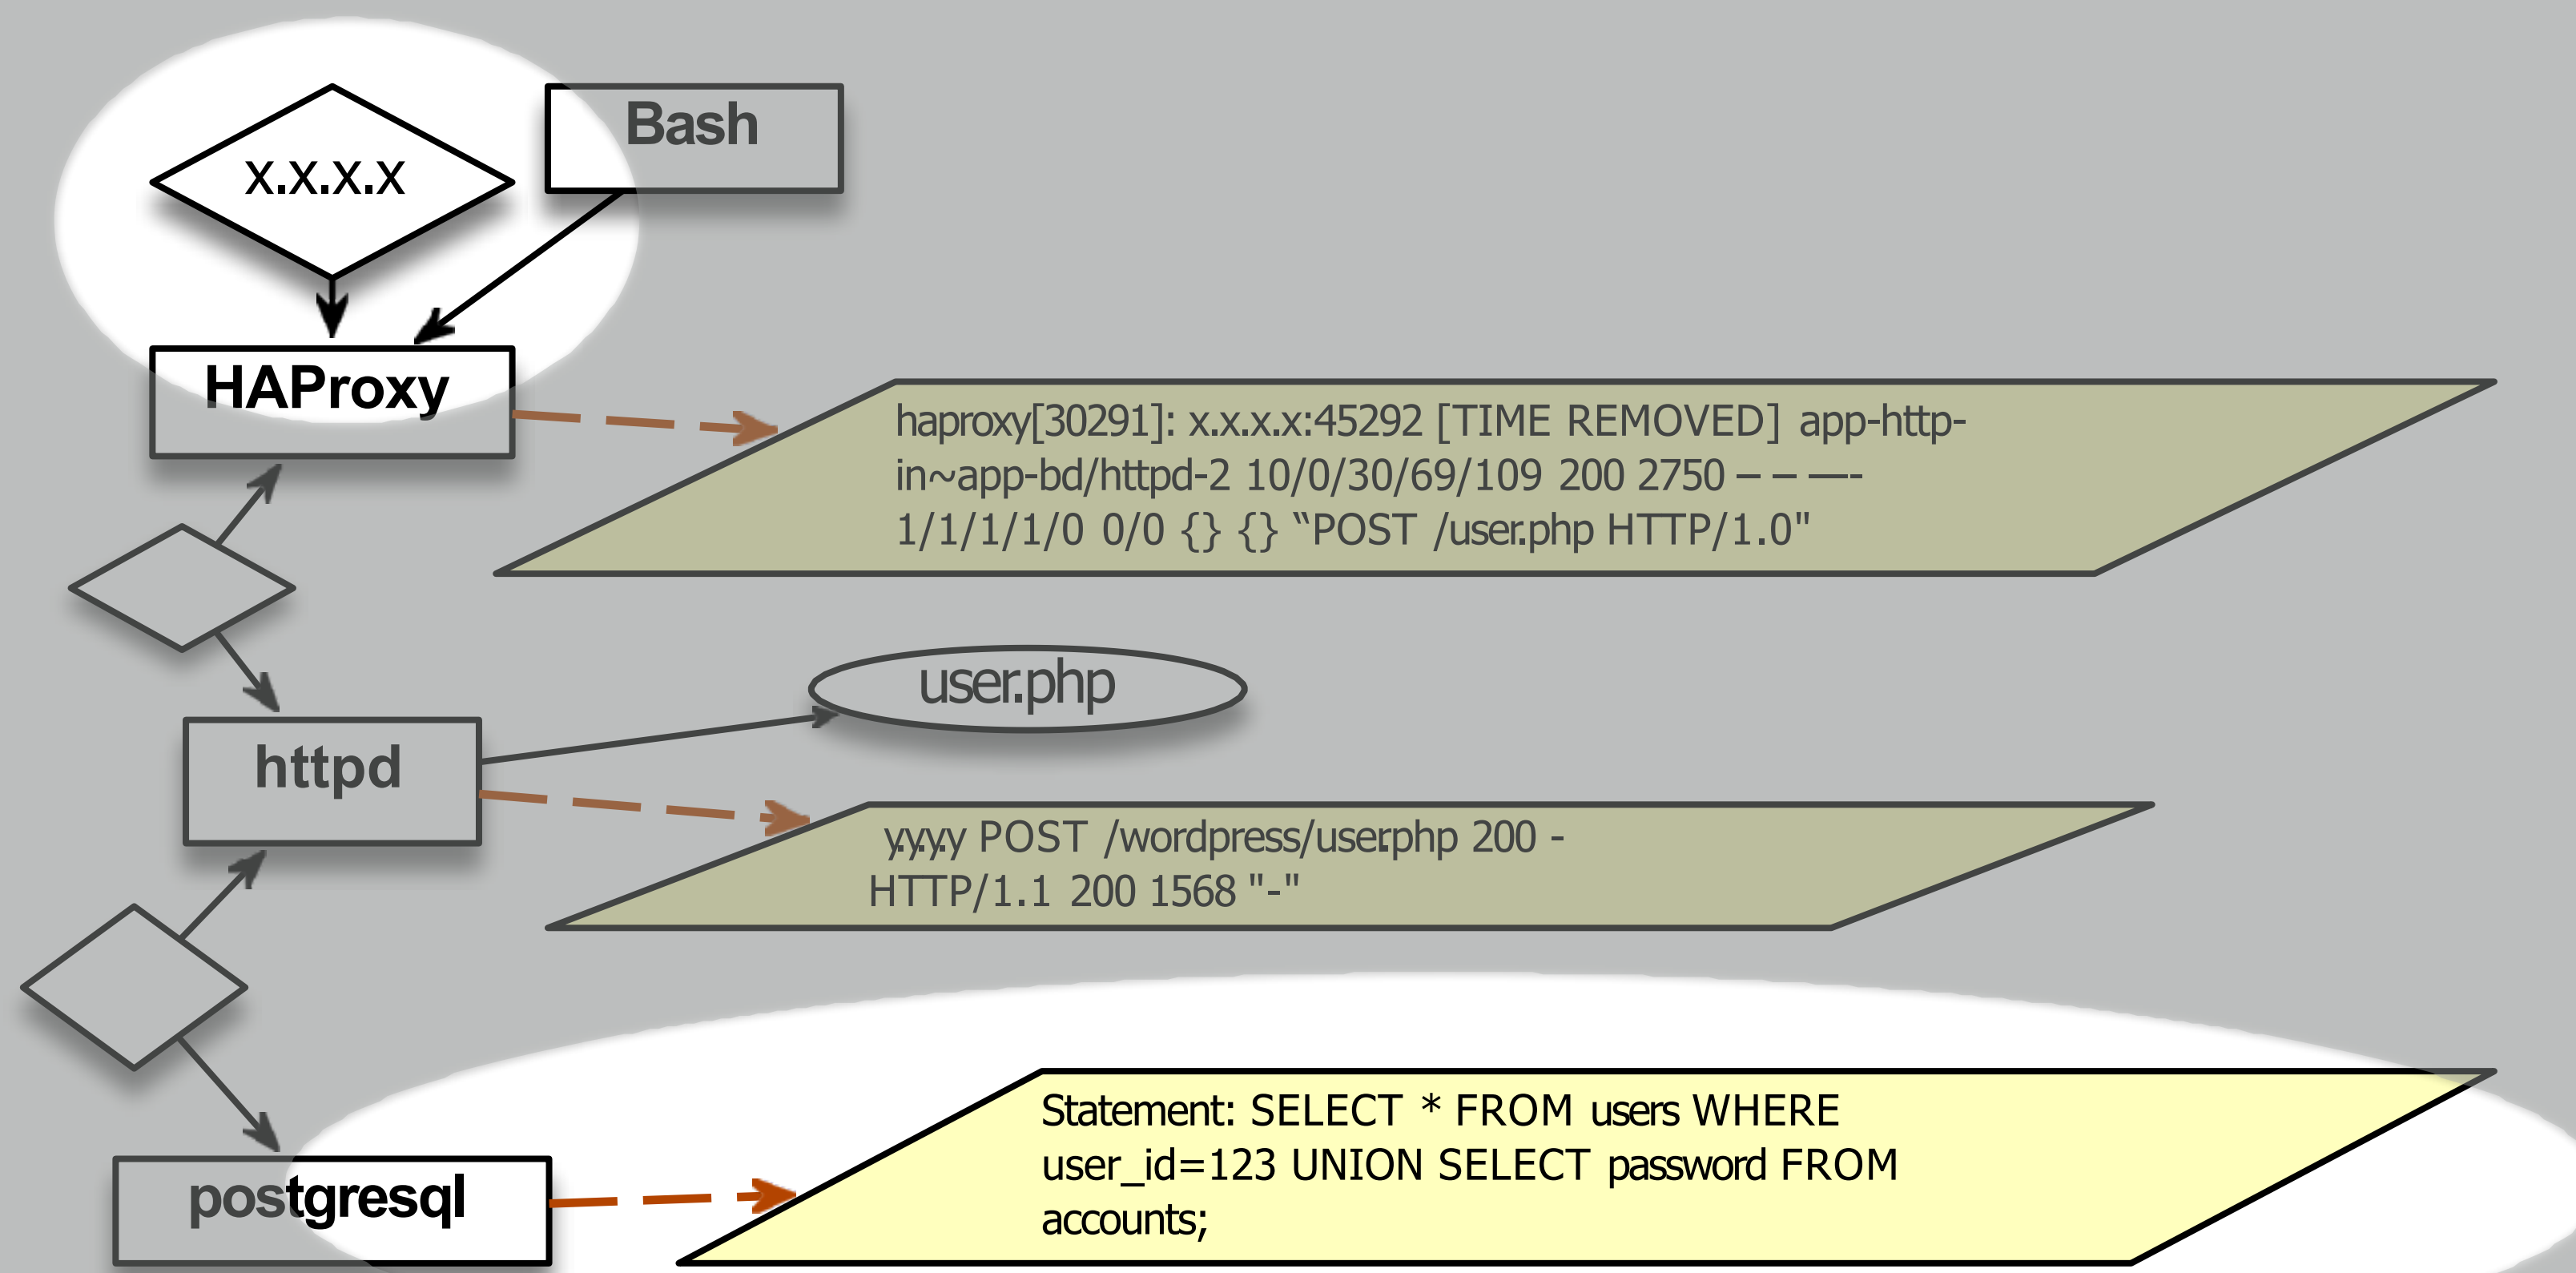 x.x.x.x
Bash
HAProxy
haproxy[30291]: x.x.x.x:45292 [TIME REMOVED] app-http-
in~app-bd/httpd-2 10/0/30/69/109 200 2750 – – —-
1/1/1/1/0 0/0 {} {} “POST /user.php HTTP/1.0"
user.php
httpd
y.y.y.y POST /wordpress/user.php 200 -
HTTP/1.1 200 1568 "-"
Statement: SELECT * FROM users WHERE
user_id=123 UNION SELECT password FROM
accounts;
postgresql